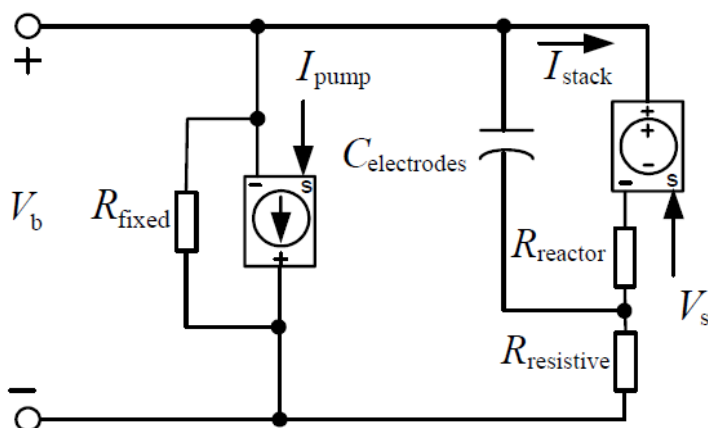 +
I_pump
I_stack
C_electrodes
+
+
-
-
s
V_b
R_fixed
-
s
+
R_reactor
V_s
R_resistive
-